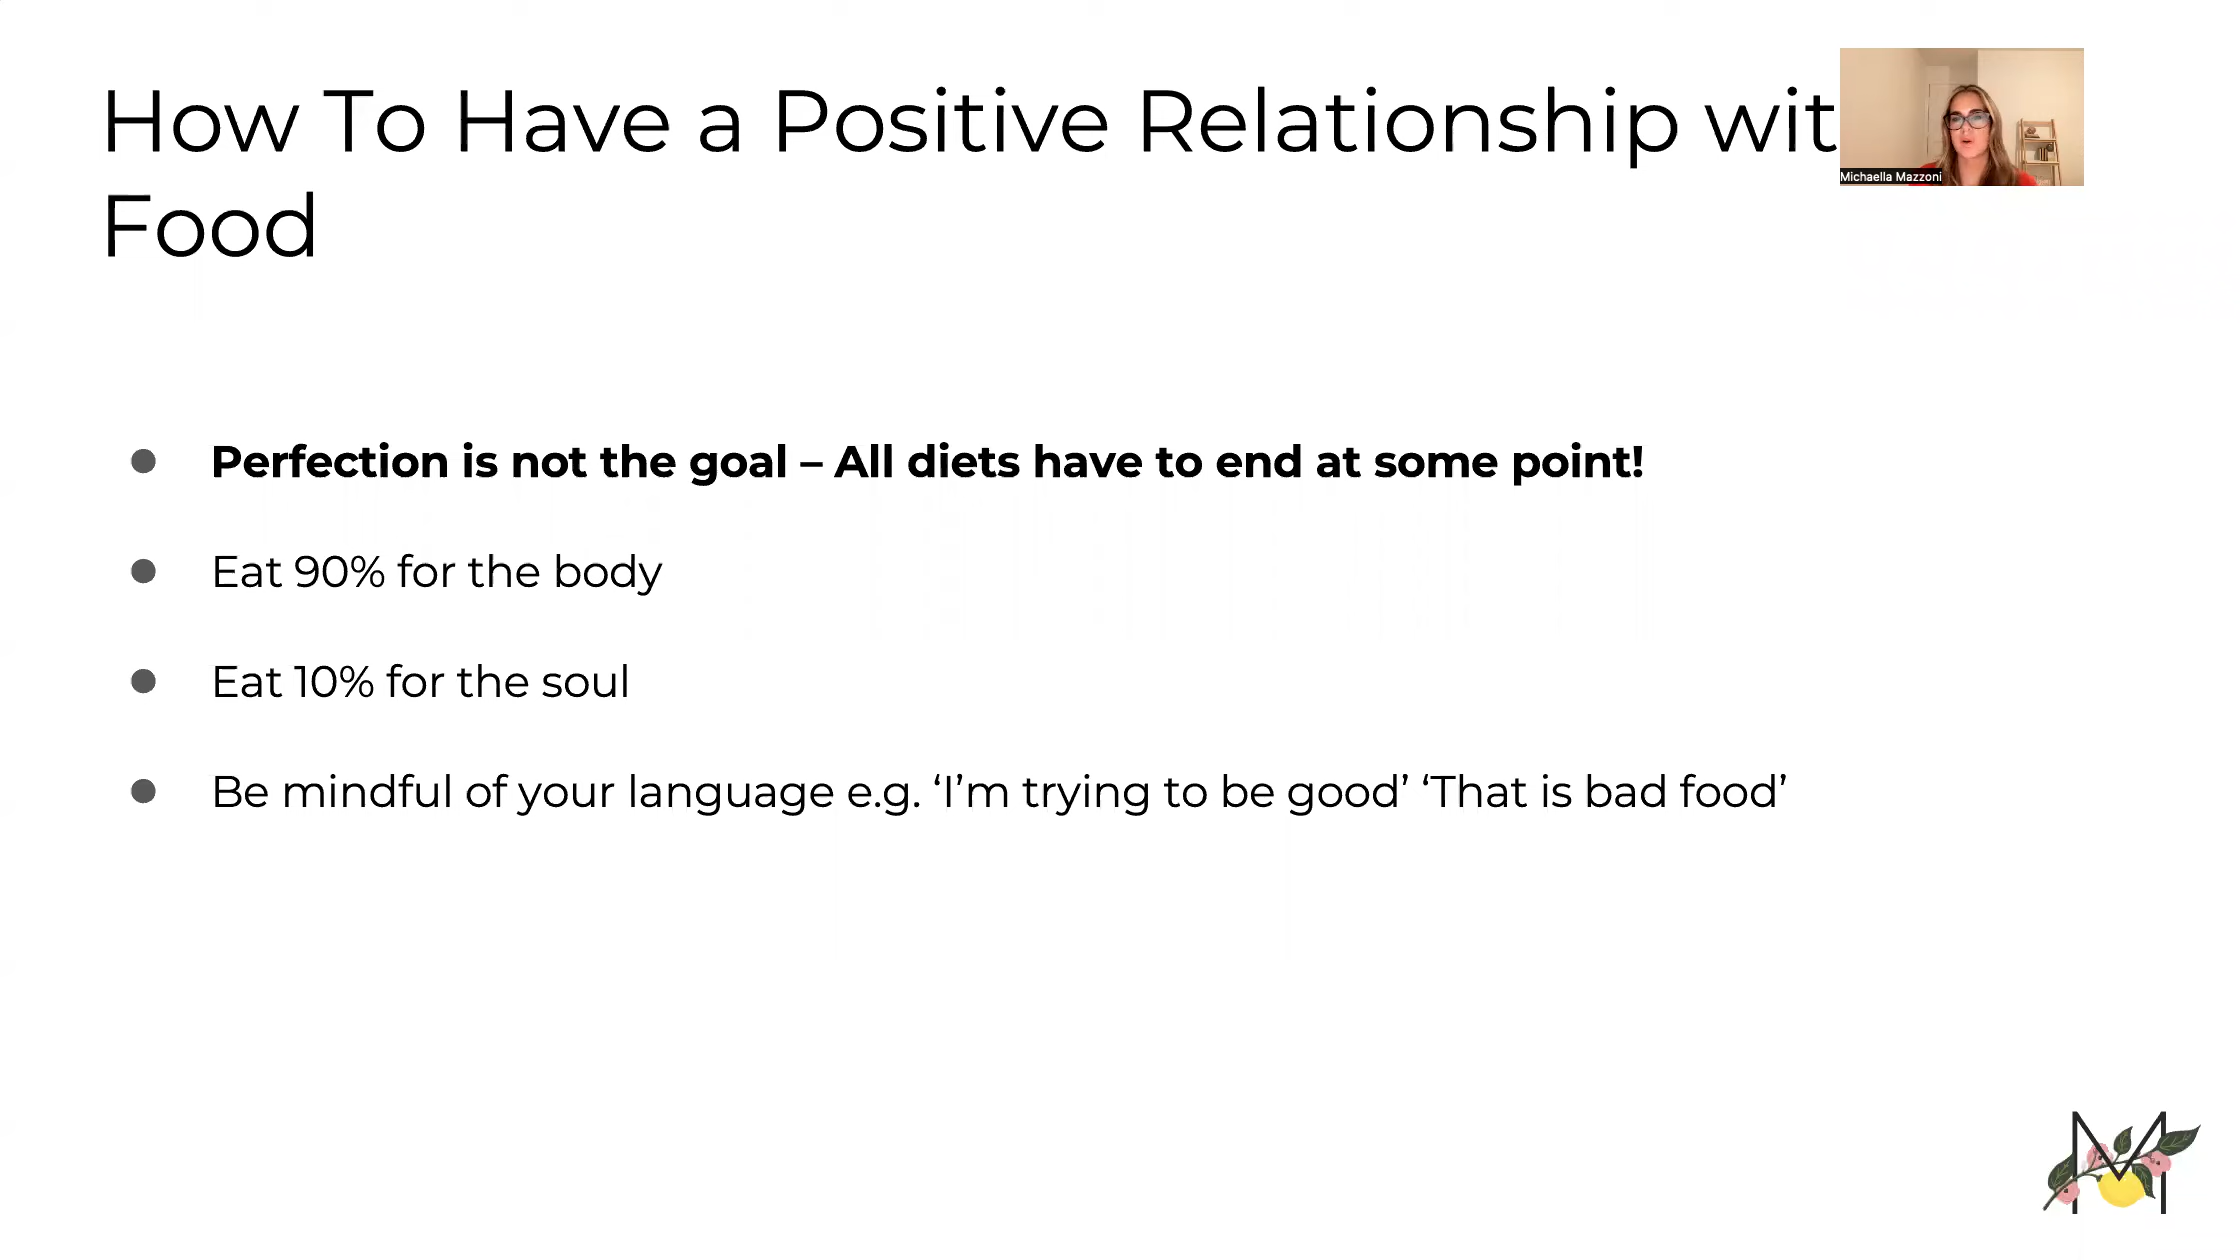 How To Have a Positive Relationship wit
Food
Michaella Mazzoni
● Perfection is not the goal – All diets have to end at some point!
● Eat 90% for the body
● Eat 10% for the soul
● Be mindful of your language e.g. ‘I’m trying to be good’ ‘That is bad food’
M